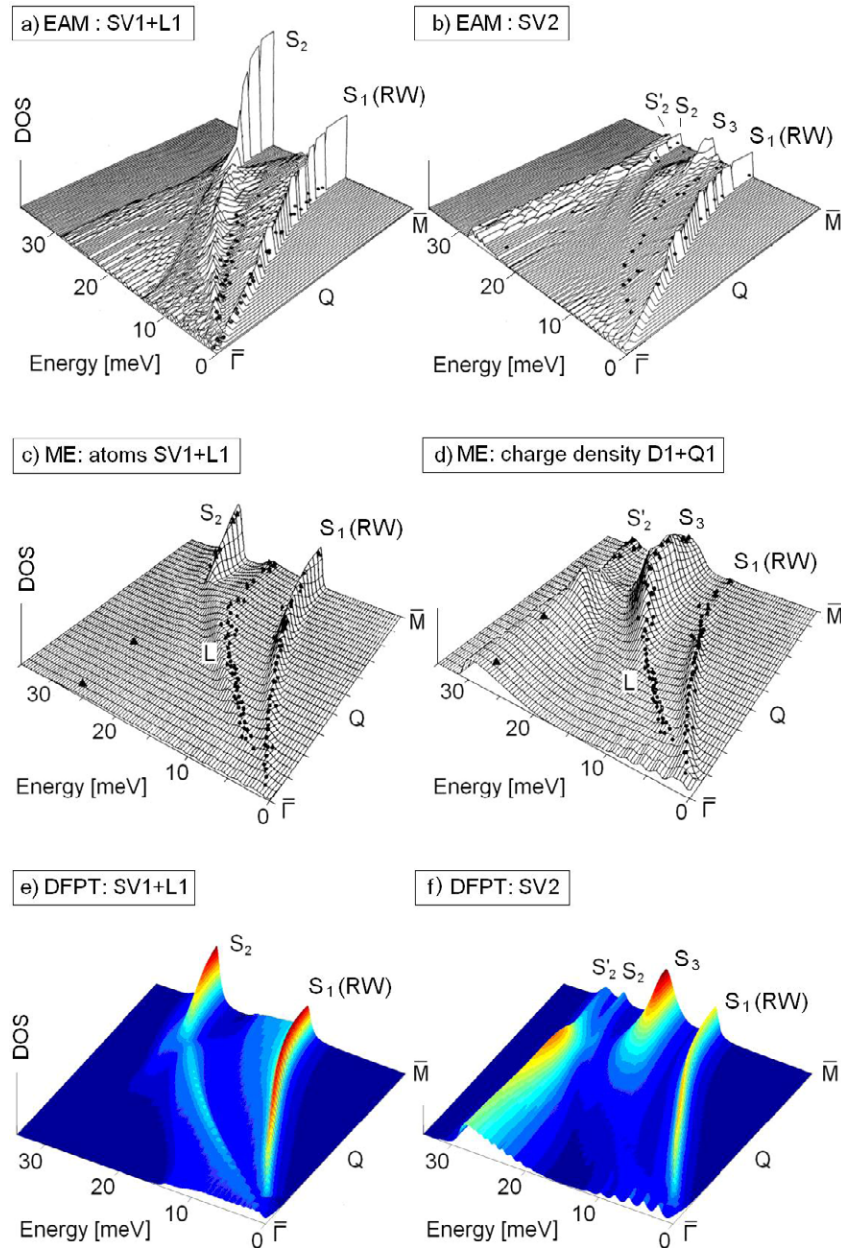 a) EAM : SV1+L1
S2
S1(RW)
DOS
30
20
10
0
Energy [meV]
Γ̅
Q
M̅
b) EAM: SV2
S'2
S2
S3
S1(RW)
30
20
10
0
Energy [meV]
Γ̅
Q
M̅
c) ME: atoms SV1+L1
S2
S1(RW)
DOS
L
30
20
10
0
Energy [meV]
Γ̅
Q
M̅
d) ME: charge density D1+Q1
S'2
S3
S1(RW)
L
30
20
10
0
Energy [meV]
Γ̅
Q
M̅
e) DFPT: SV1+L1
S2
S1(RW)
DOS
30
20
10
0
Energy [meV]
Γ̅
Q
M̅
f) DFPT: SV2
S'2
S2
S3
S1(RW)
30
20
10
0
Energy [meV]
Γ̅
Q
M̅